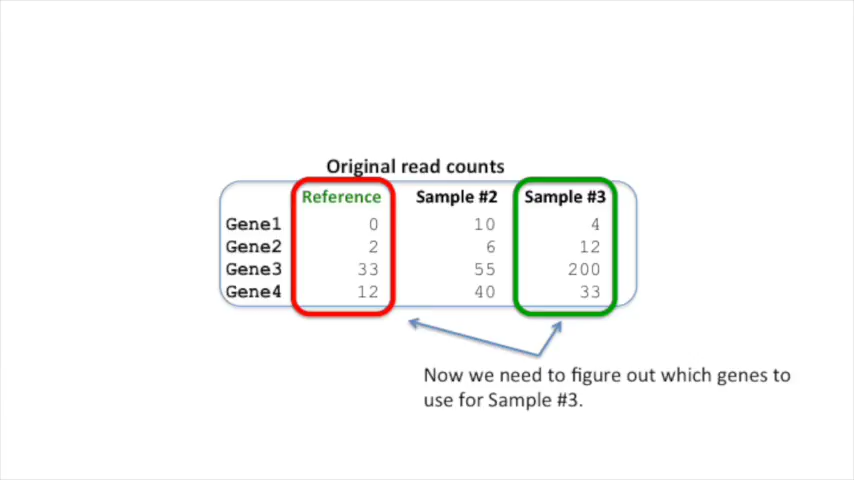 Original read counts
Reference Sample #2 Sample #3
Gene1 0 10 4
Gene2 2 6 12
Gene3 33 55 200
Gene4 12 40 33
Now we need to figure out which genes to
use for Sample #3.